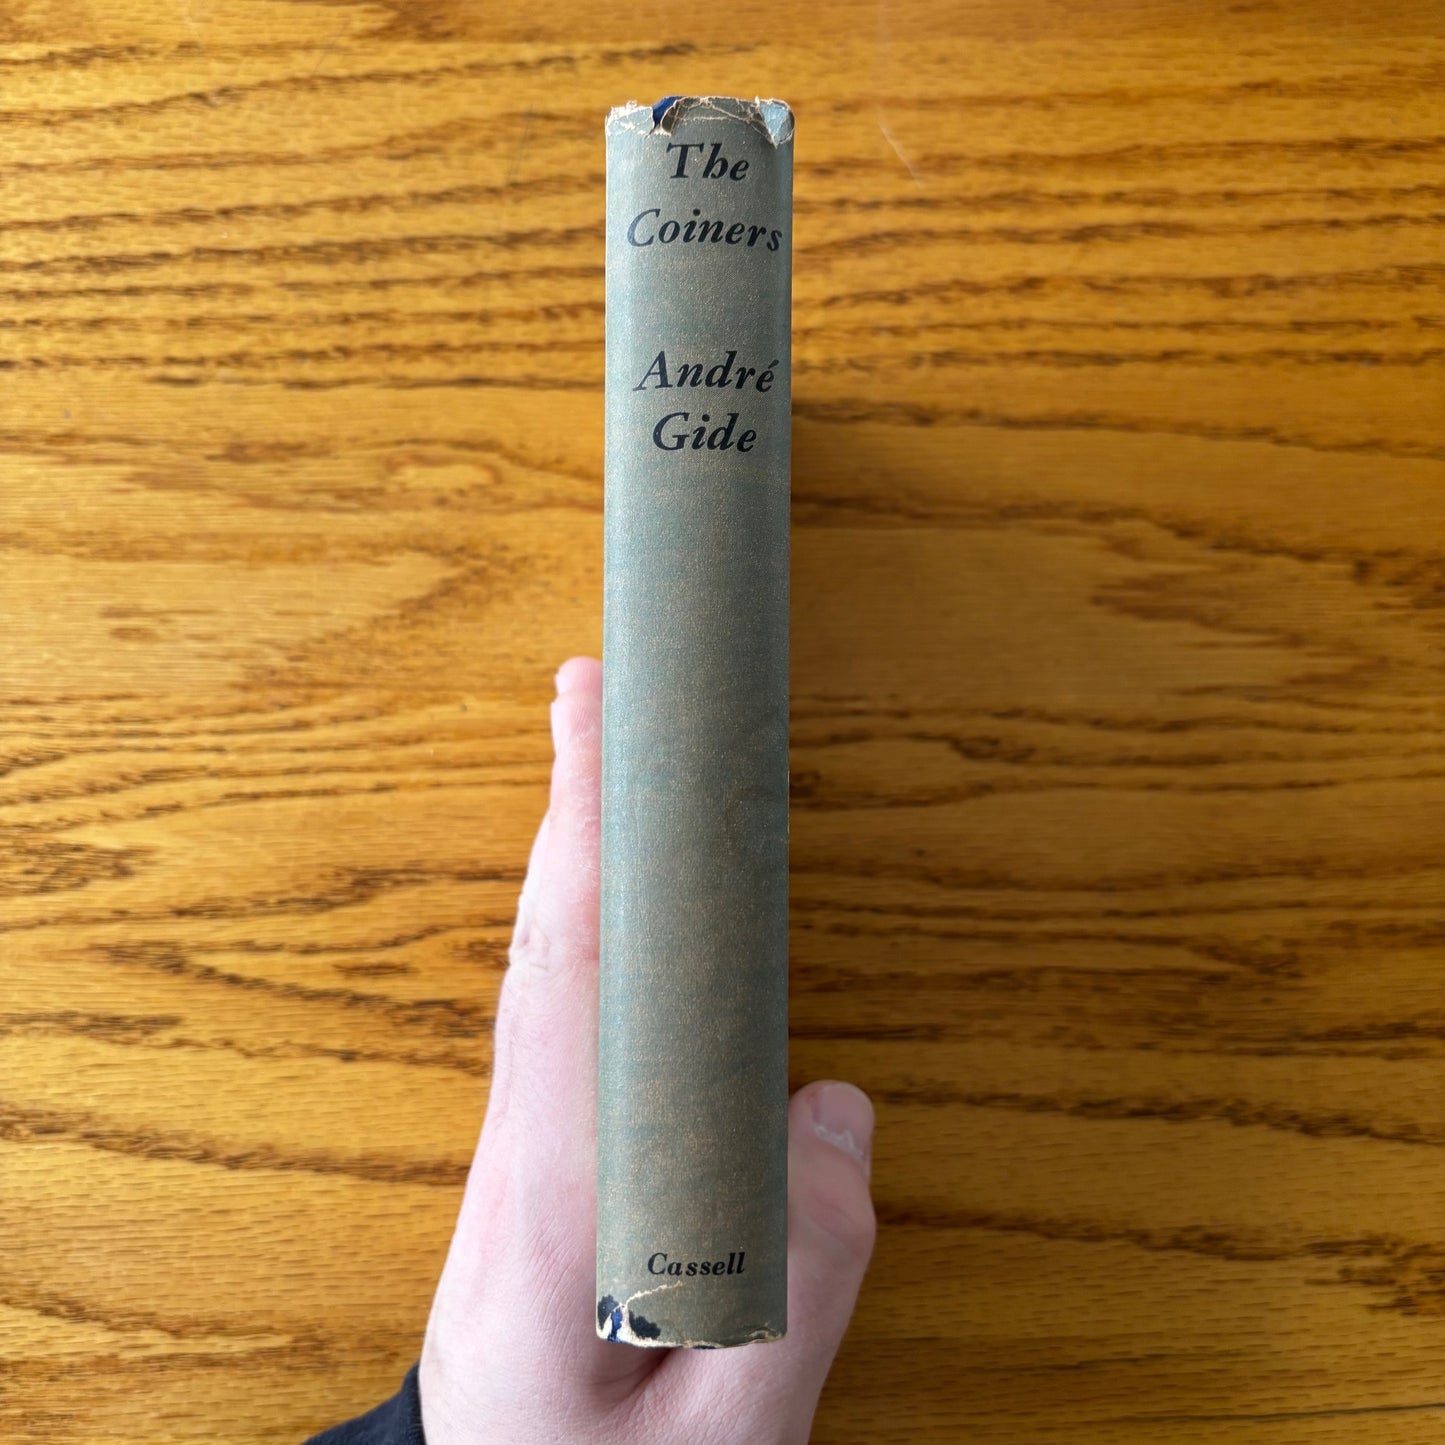 The
Coiners
André
Gide
Cassell